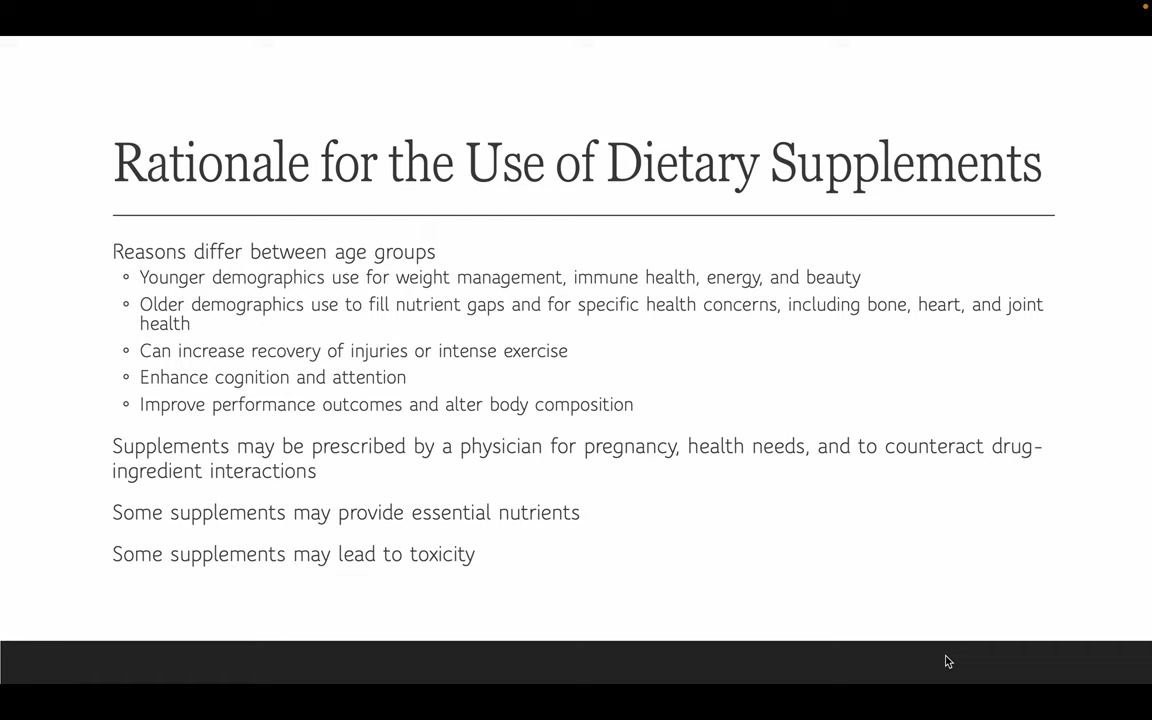 Rationale for the Use of Dietary Supplements
Reasons differ between age groups
◦ Younger demographics use for weight management, immune health, energy, and beauty
◦ Older demographics use to fill nutrient gaps and for specific health concerns, including bone, heart, and joint
health
◦ Can increase recovery of injuries or intense exercise
◦ Enhance cognition and attention
◦ Improve performance outcomes and alter body composition
Supplements may be prescribed by a physician for pregnancy, health needs, and to counteract drug-
ingredient interactions
Some supplements may provide essential nutrients
Some supplements may lead to toxicity